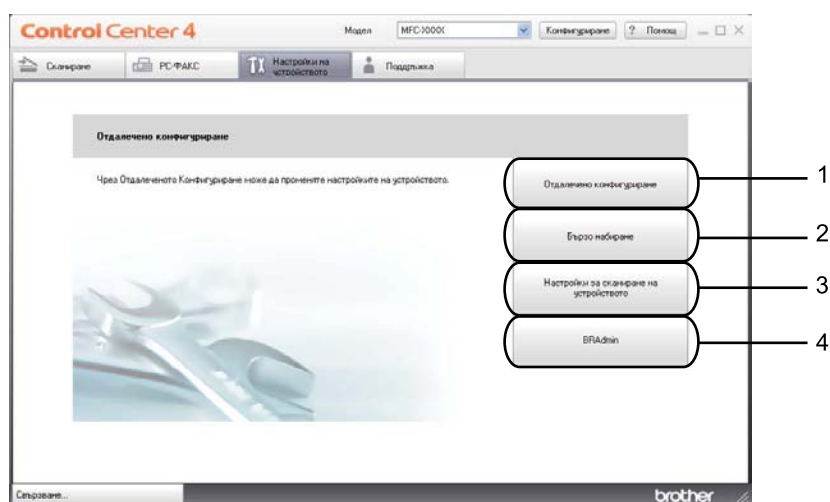 Control Center 4
Модел
MFC-XXXX
Конфигуриране
? Помощ
Сканиране
PC-ФАКС
Настройки на
устройството
Поддръжка
Отдалечено конфигуриране
Чрез Отдалеченото Конфигуриране може да променяте настройките на устройството.
Отдалечено конфигуриране
1
Бързо набиране
2
Настройки за сканиране на
устройството
3
BRAdmin
4
Свързване...
brother